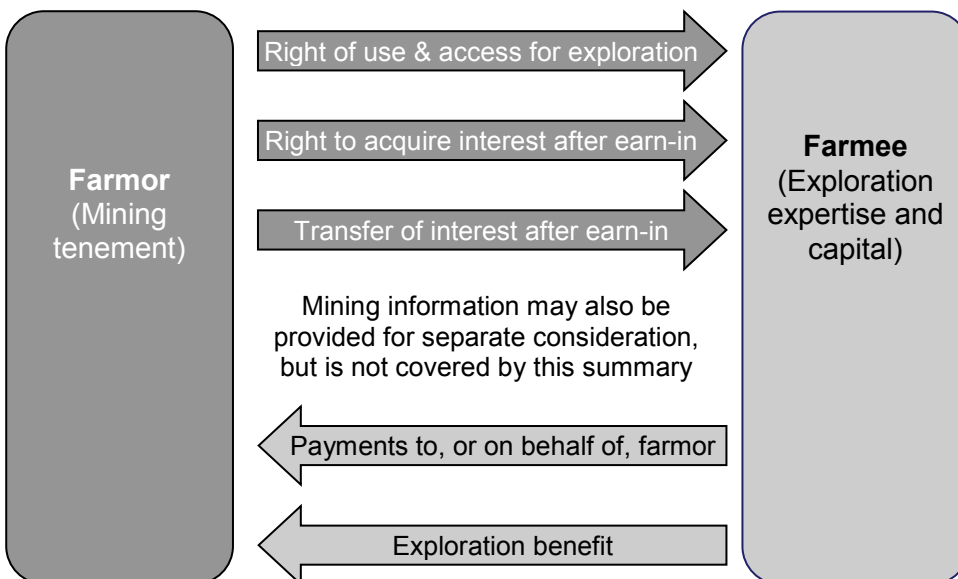 Right of use & access for exploration
Right to acquire interest after earn-in
Farmor
(Mining
tenement)
Farmee
(Exploration
expertise and
capital)
Transfer of interest after earn-in
Mining information may also be
provided for separate consideration,
but is not covered by this summary
Payments to, or on behalf of, farmor
Exploration benefit